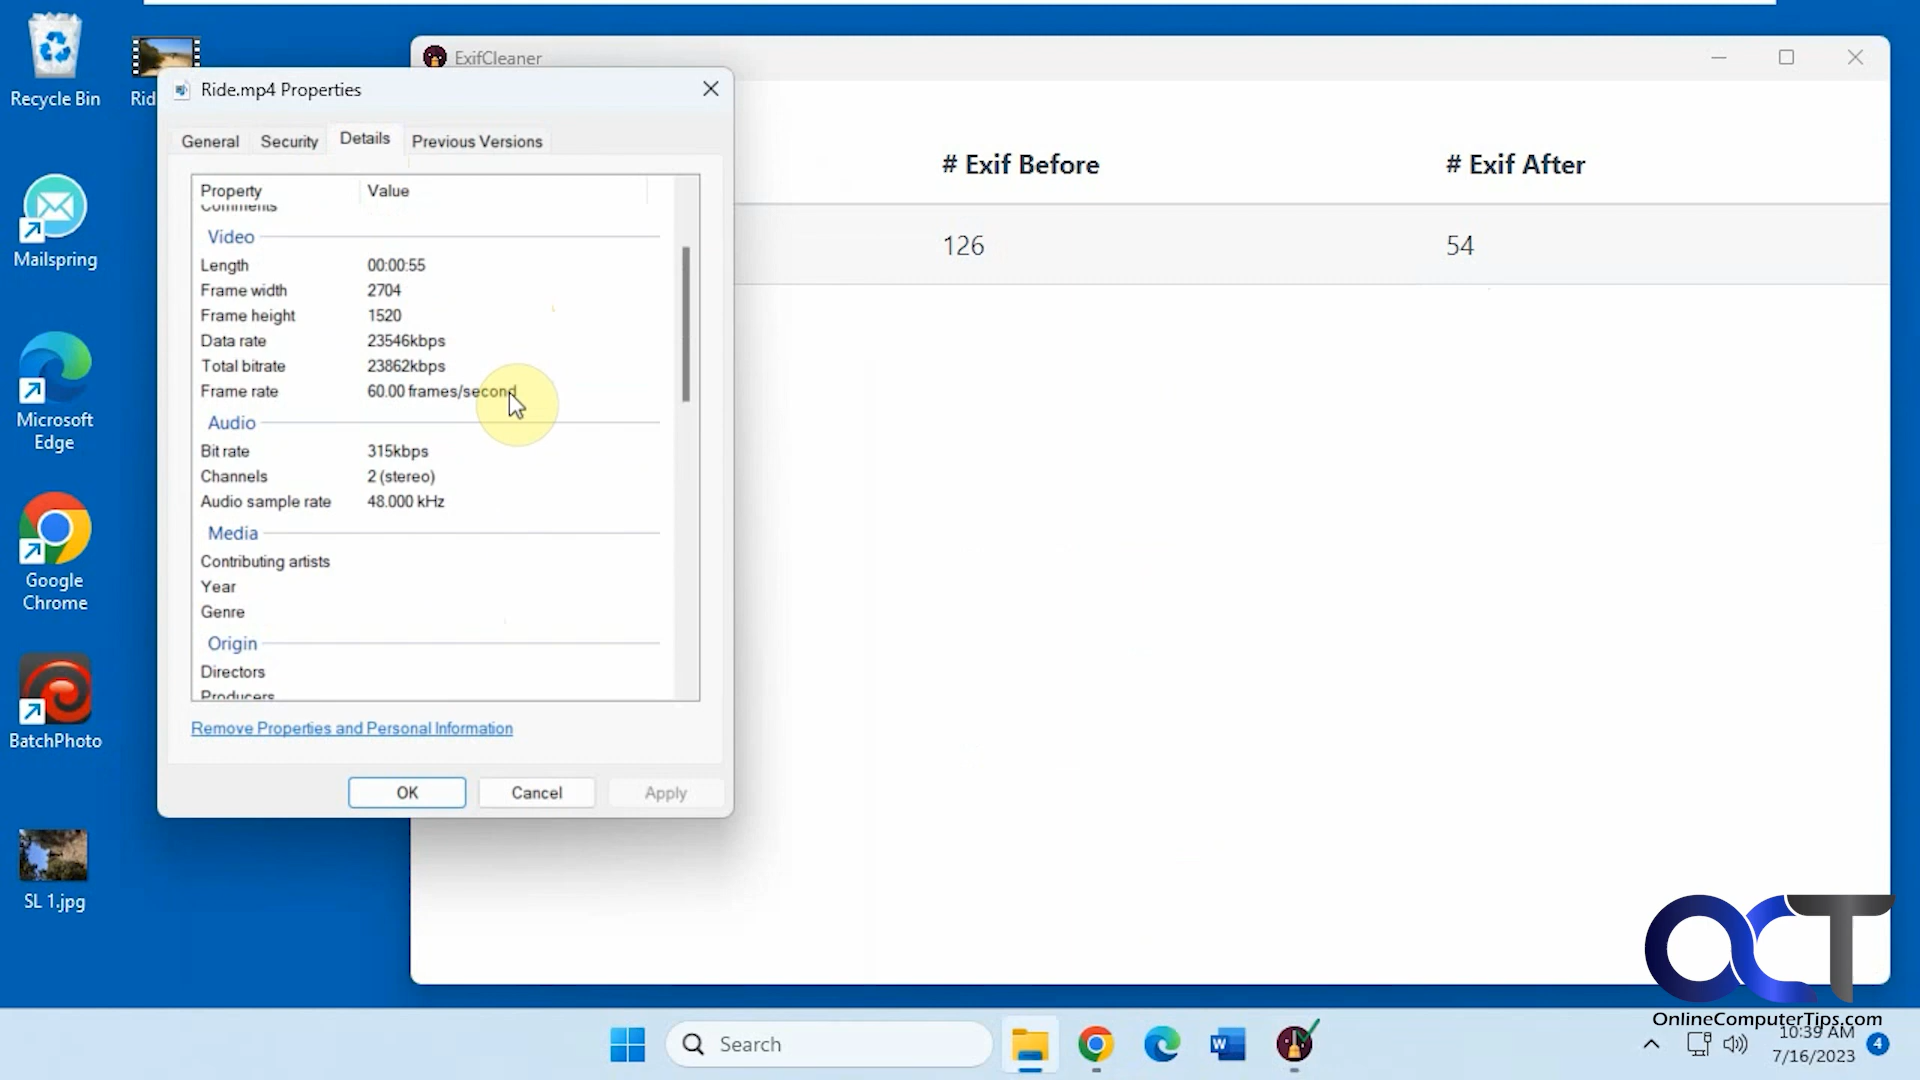 Recycle Bin
Rid
Mailspring
Microsoft
Edge
Google
Chrome
BatchPhoto
SL 1.jpg
ExifCleaner
# Exif Before
# Exif After
126
54
Ride.mp4 Properties
General
Security
Details
Previous Versions
Property
Value
Comments
Video
Length
00:00:55
Frame width
2704
Frame height
1520
Data rate
23546kbps
Total bitrate
23862kbps
Frame rate
60.00 frames/second
Audio
Bit rate
315kbps
Channels
2 (stereo)
Audio sample rate
48.000 kHz
Media
Contributing artists
Year
Genre
Origin
Directors
Producers
Remove Properties and Personal Information
OK
Cancel
Apply
OCT
OnlineComputerTips.com
Search
W
10:39 AM
7/16/2023
4